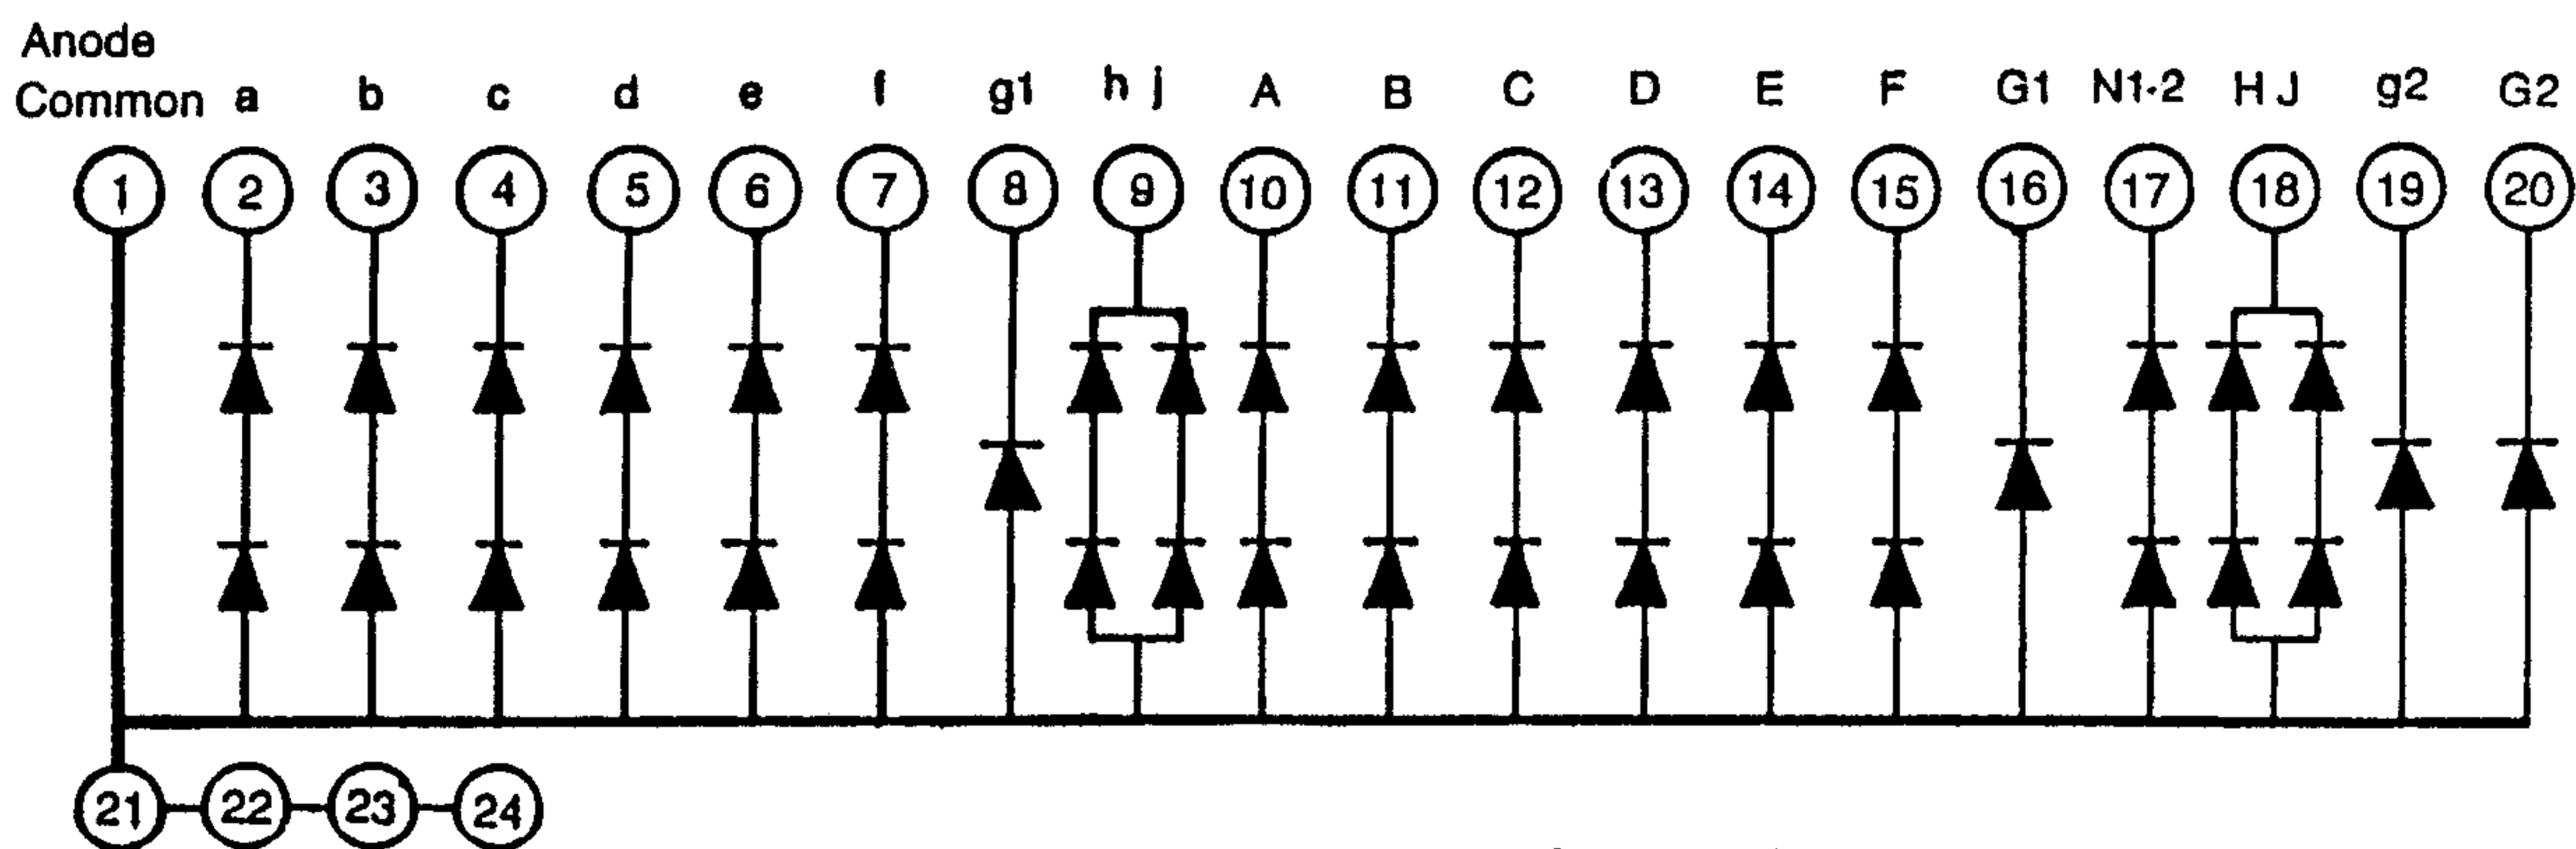 Anode
Common a b c d e f g1 h j A B C D E F G1 N1·2 H J g2 G2
1 2 3 4 5 6 7 8 9 10 11 12 13 14 15 16 17 18 19 20
21 22 23 24